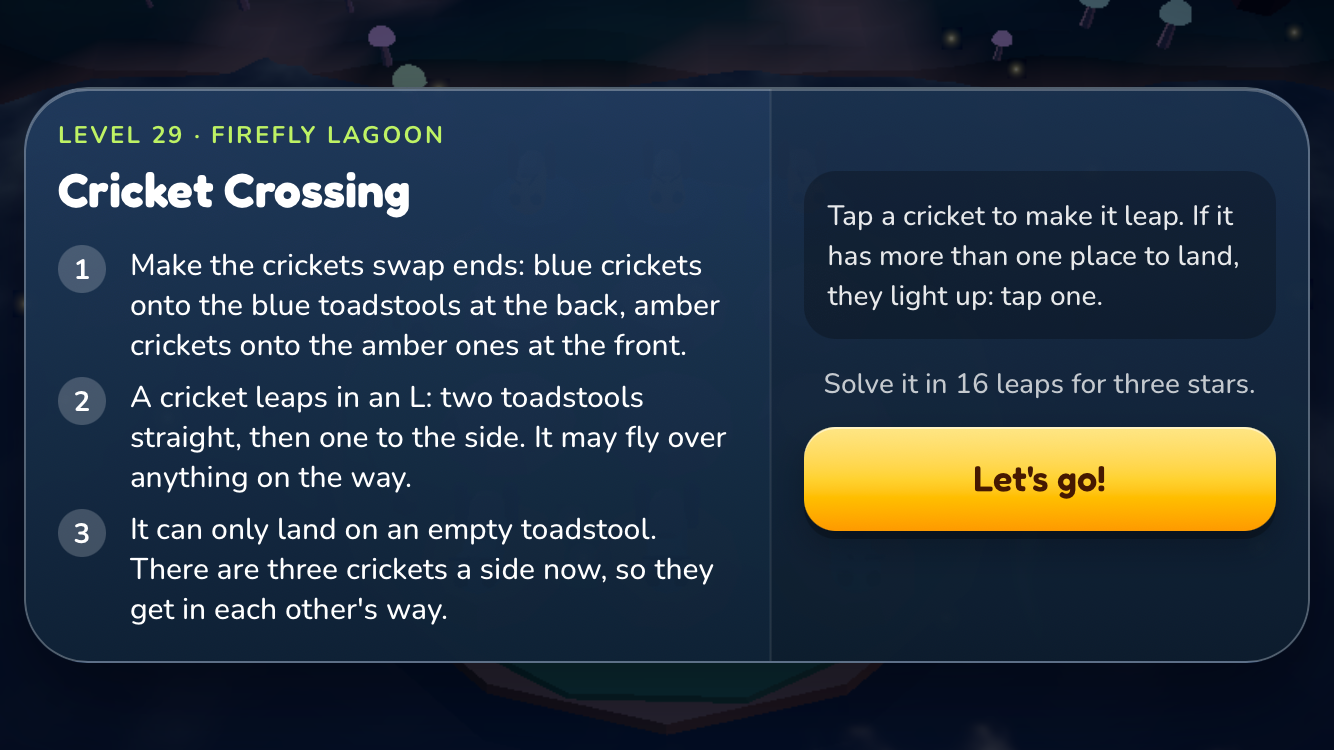 LEVEL 29 · FIREFLY LAGOON
Cricket Crossing
1
Make the crickets swap ends: blue crickets
onto the blue toadstools at the back, amber
crickets onto the amber ones at the front.
2
A cricket leaps in an L: two toadstools
straight, then one to the side. It may fly over
anything on the way.
3
It can only land on an empty toadstool.
There are three crickets a side now, so they
get in each other's way.
Tap a cricket to make it leap. If it
has more than one place to land,
they light up: tap one.
Solve it in 16 leaps for three stars.
Let's go!